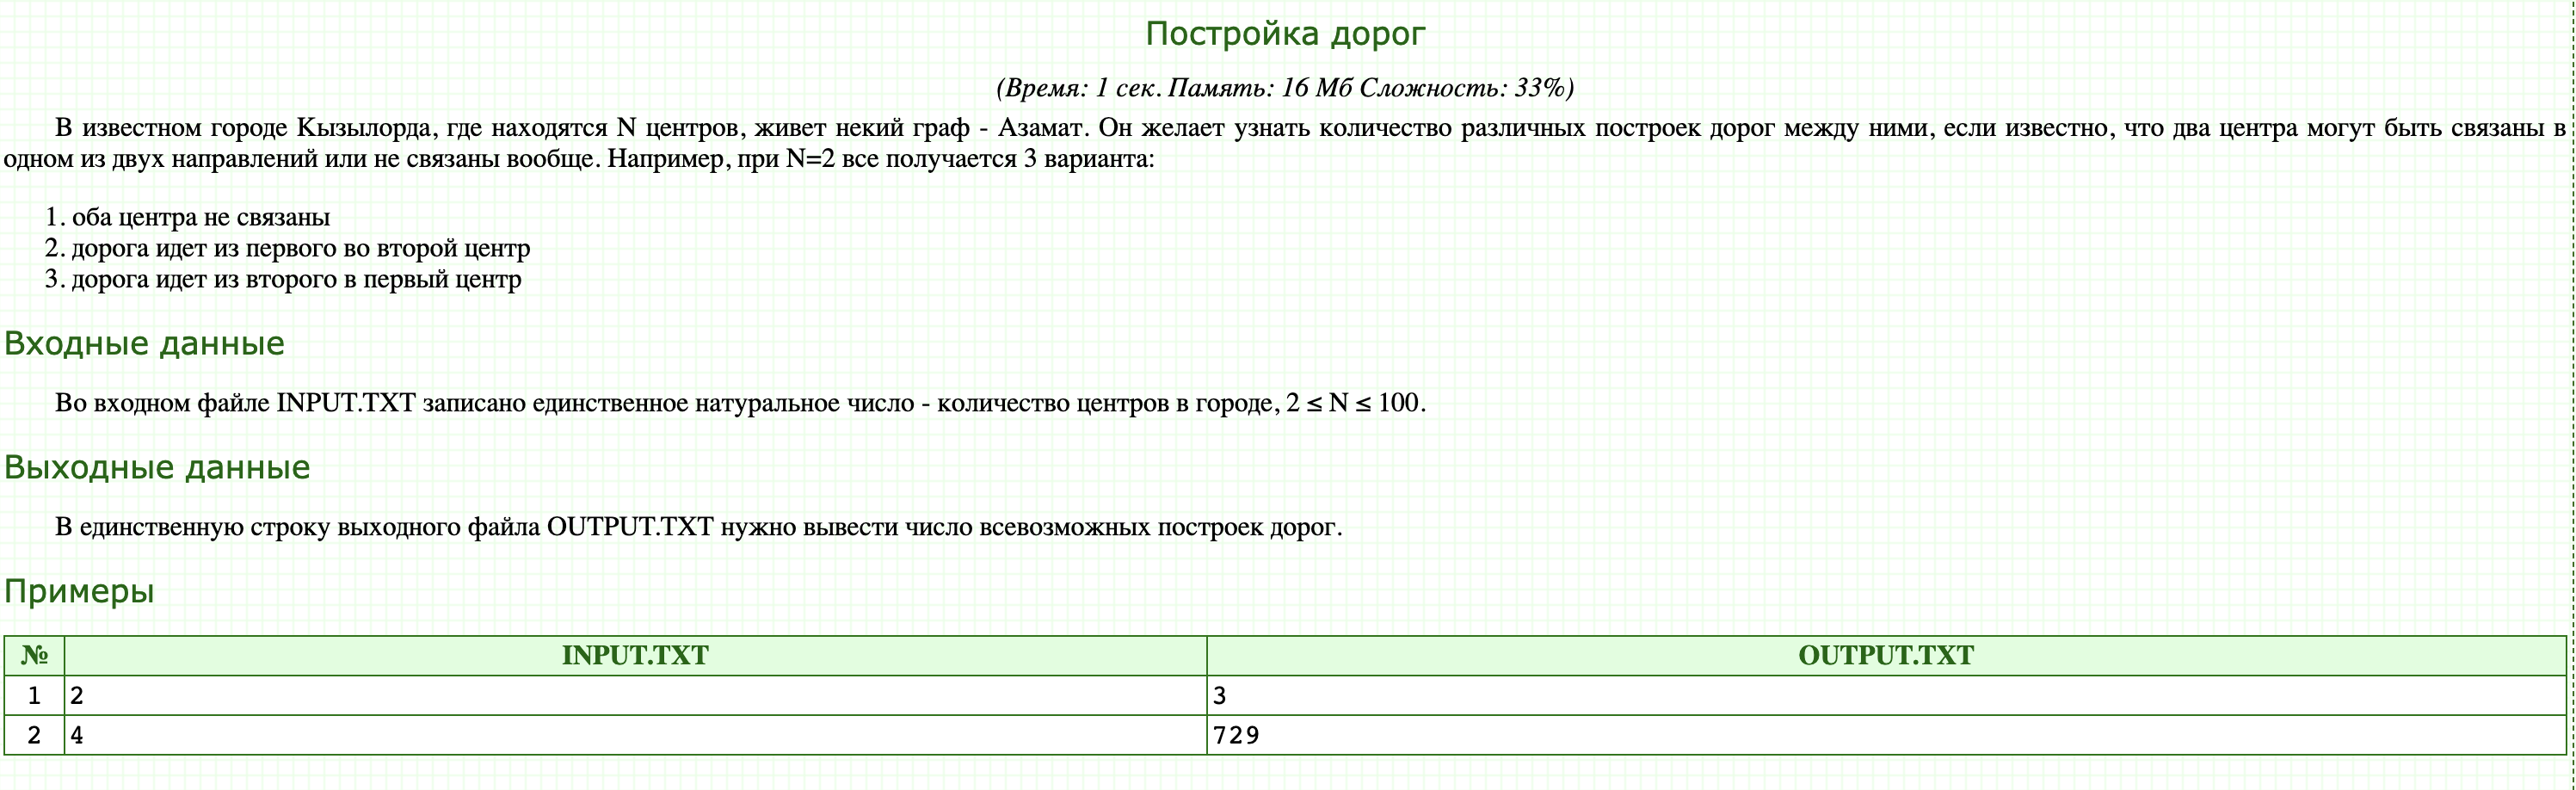 Постройка дорог
(Время: 1 сек. Память: 16 Мб Сложность: 33%)
В известном городе Кызылорда, где находятся N центров, живет некий граф - Азамат. Он желает узнать количество различных построек дорог между ними, если известно, что два центра могут быть связаны в
одном из двух направлений или не связаны вообще. Например, при N=2 все получается 3 варианта:
1. оба центра не связаны
2. дорога идет из первого во второй центр
3. дорога идет из второго в первый центр
Входные данные
Во входном файле INPUT.TXT записано единственное натуральное число - количество центров в городе, 2 ≤ N ≤ 100.
Выходные данные
В единственную строку выходного файла OUTPUT.TXT нужно вывести число всевозможных построек дорог.
Примеры
№ INPUT.TXT OUTPUT.TXT
1 2 3
2 4 729